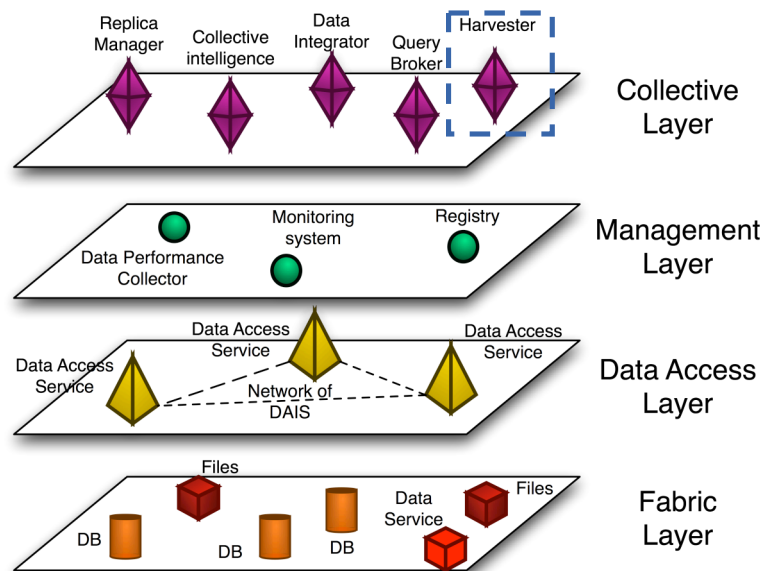 Replica
Manager
Collective
intelligence
Data
Integrator
Query
Broker
Harvester
Collective
Layer
Data Performance
Collector
Monitoring
system
Registry
Management
Layer
Data Access
Service
Data Access
Service
Data Access
Service
Network of
DAIS
Data Access
Layer
Files
DB
DB
DB
Data
Service
Files
Fabric
Layer